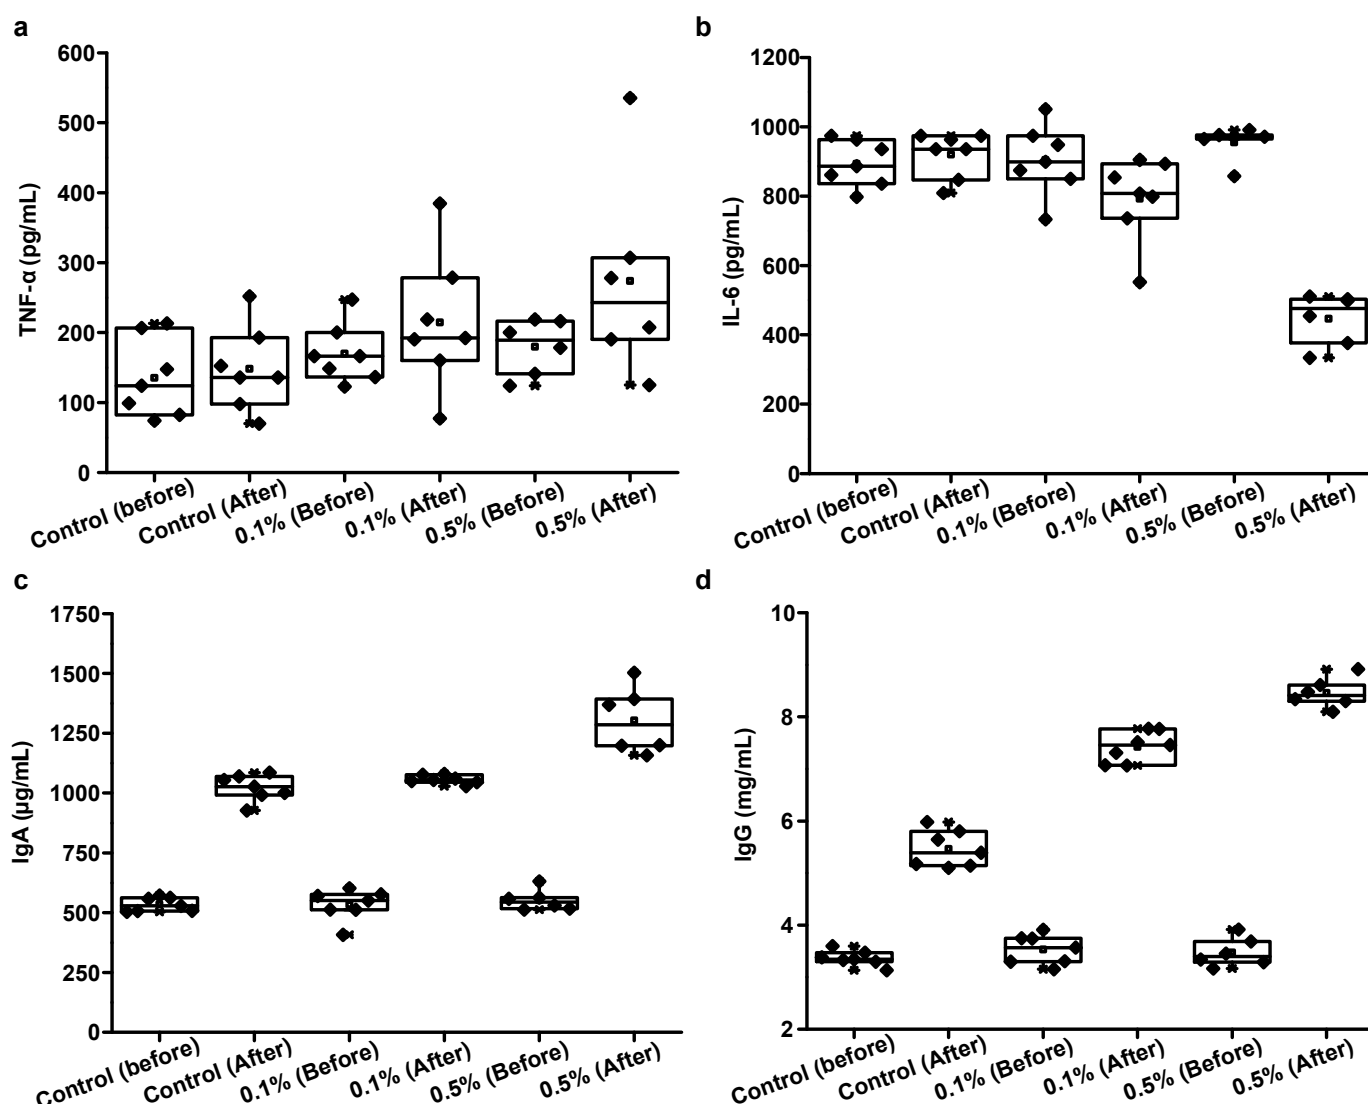 a
600
500
400
300
200
100
0
TNF-α (pg/mL)
Control (before)
Control (After)
0.1% (Before)
0.1% (After)
0.5% (Before)
0.5% (After)
b
1200
1000
800
600
400
200
0
IL-6 (pg/mL)
Control (before)
Control (After)
0.1% (Before)
0.1% (After)
0.5% (Before)
0.5% (After)
c
1750
1500
1250
1000
750
500
250
0
IgA (μg/mL)
Control (before)
Control (After)
0.1% (Before)
0.1% (After)
0.5% (Before)
0.5% (After)
d
10
8
6
4
2
IgG (mg/mL)
Control (before)
Control (After)
0.1% (Before)
0.1% (After)
0.5% (Before)
0.5% (After)